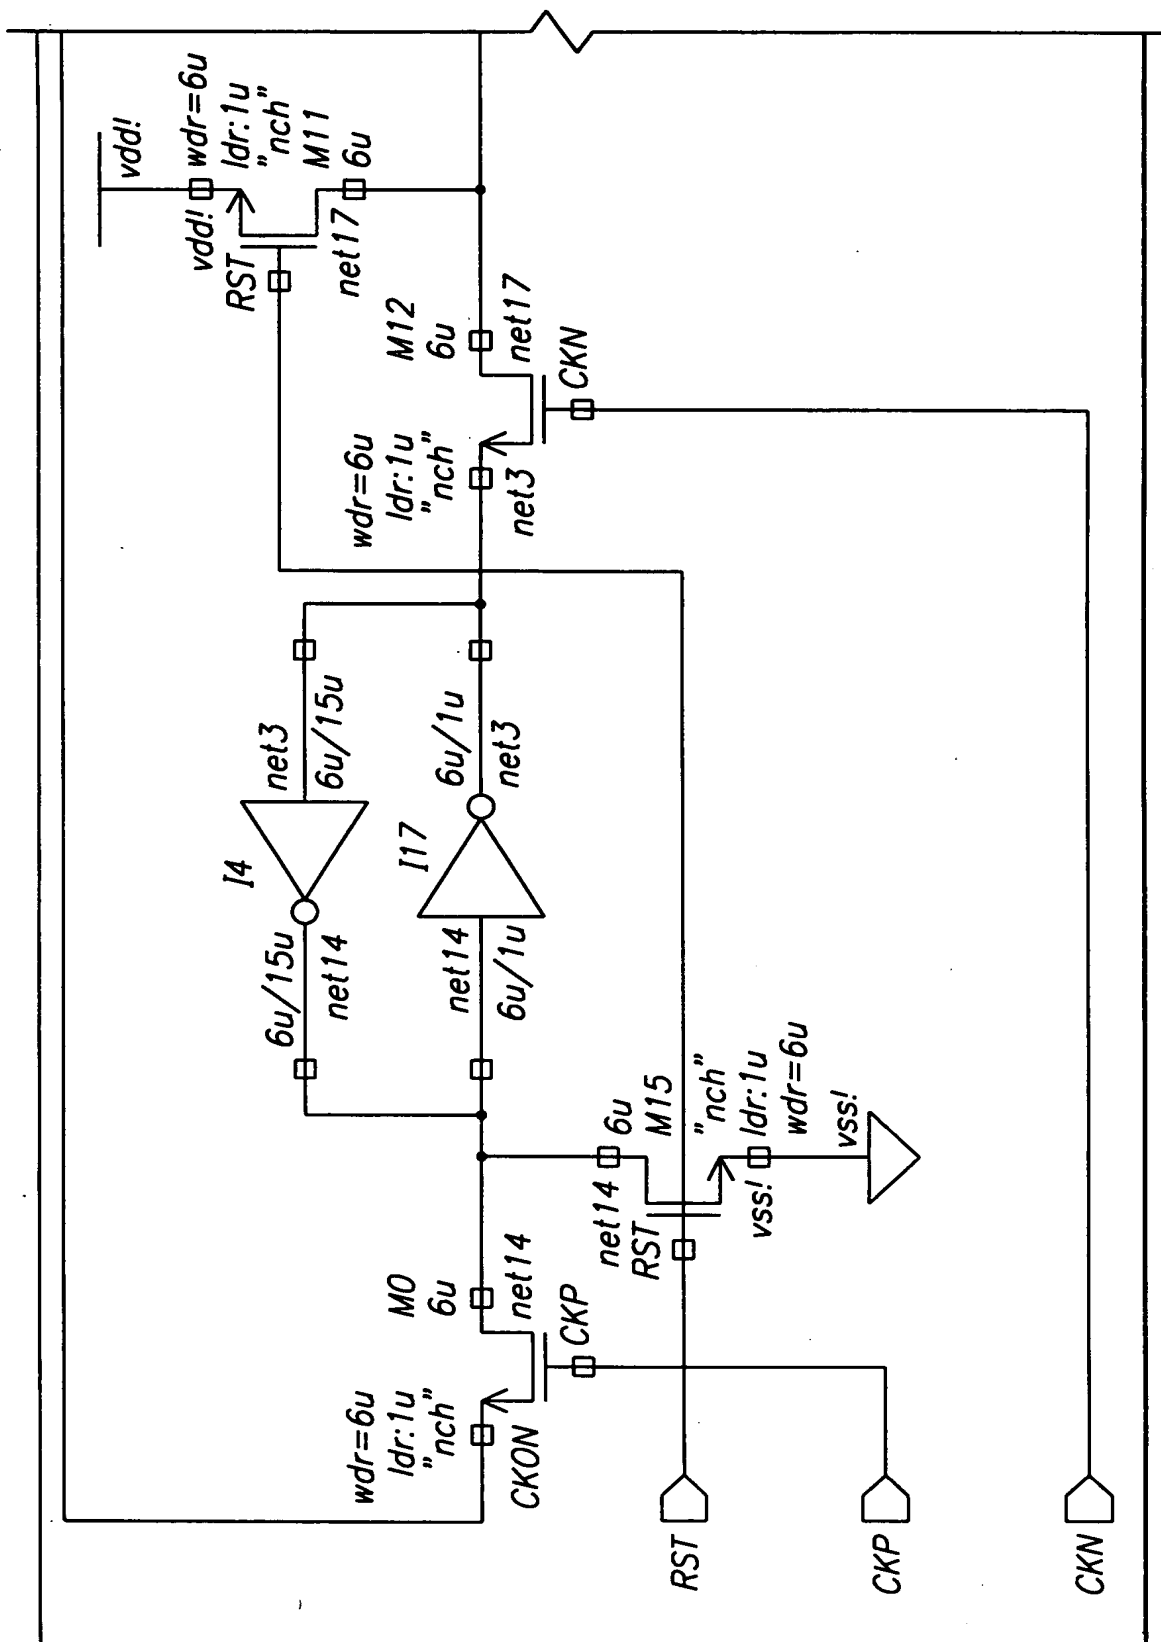 vdd!
wdr=6u
ldr:1u
"nch"
M11
6u
vdd!
RST
net17
M12
6u
net17
CKN
wdr=6u
ldr:1u
"nch"
net3
net3
6u/15u
I4
6u/15u
net14
6u/1u
net3
I17
net14
6u/1u
6u
M15
"nch"
ldr:1u
wdr=6u
vss!
net14
RST
vss!
M0
6u
net14
CKP
wdr=6u
ldr:1u
"nch"
CKON
RST
CKP
CKN